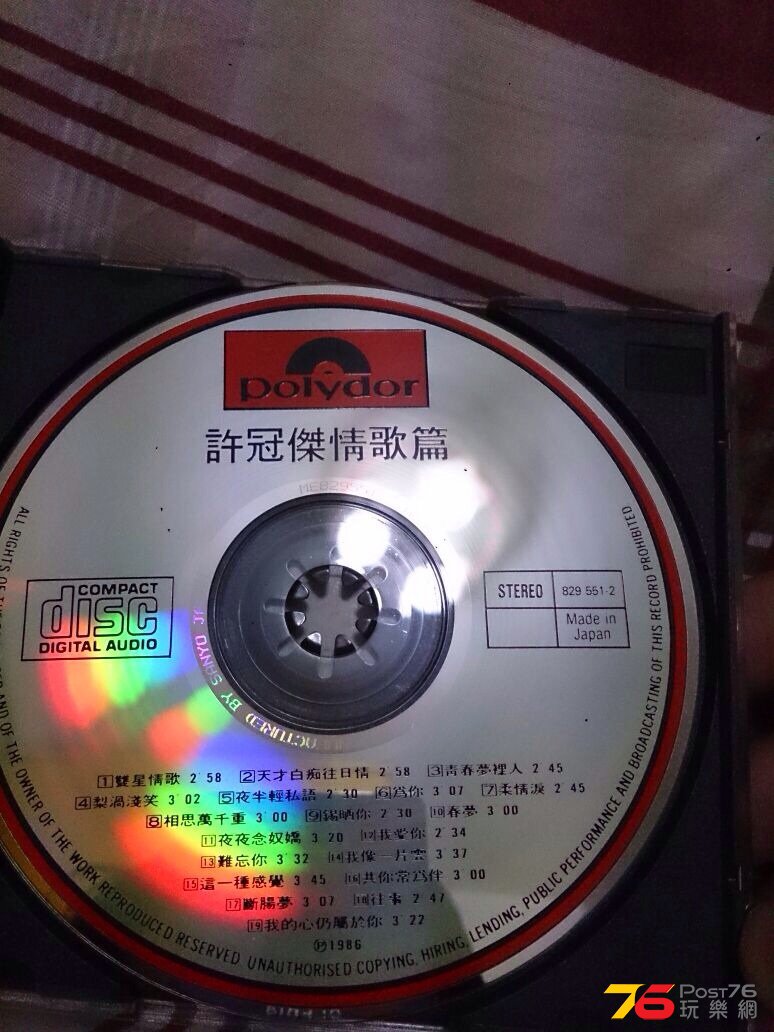 polydor
許冠傑情歌篇
COMPACT
disc
DIGITAL AUDIO
STEREO 829 551-2
Made in
Japan
1 雙星情歌 2´58 2 天才白痴往日情 2´58 3 青春夢裡人 2´45
4 梨渦淺笑 3´02 5 夜半輕私語 2´30 6 為你 3´07 7 柔情淚 2´45
8 相思萬千重 3´00 9 錫晒你 2´30 10 春夢 3´00
11 夜夜念奴嬌 3´20 12 我愛你 2´34
13 難忘你 3´32 14 我像一片雲 3´37
15 這一種感覺 3´45 16 共你常為伴 3´00
17 斷腸夢 3´07 18 往事 2´47
19 我的心仍屬於你 3´22
Ⓟ1986
ALL RIGHTS OF THE AND OF THE OWNER OF THE WORK REPRODUCED RESERVED. UNAUTHORISED COPYING, HIRING, LENDING, PUBLIC PERFORMANCE AND BROADCASTING OF THIS RECORD PROHIBITED
BY SANYO
76 Post76
玩樂網